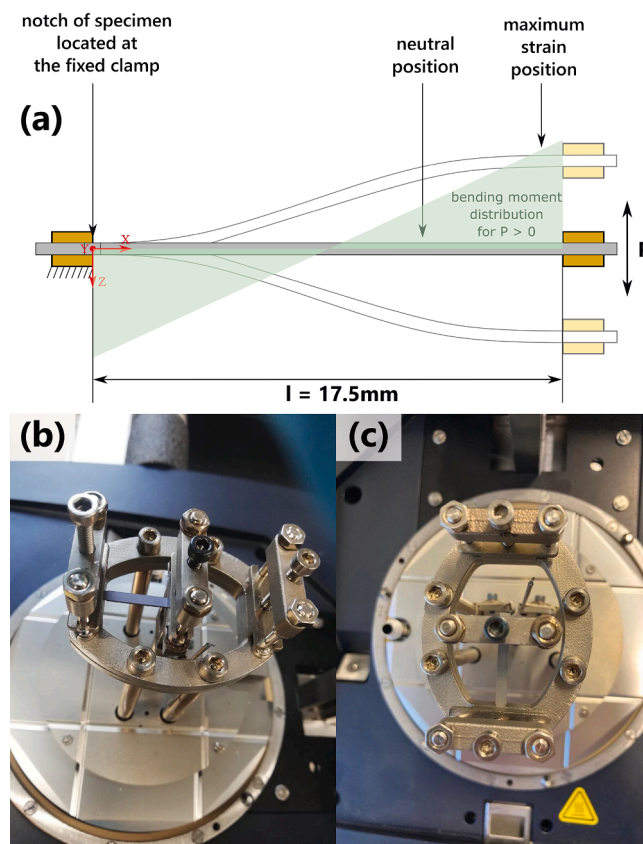 notch of specimen
located at
the fixed clamp
neutral
position
maximum
strain
position
(a)
bending moment
distribution
for P > 0
Y
X
Z
P
l = 17.5mm
(b)
(c)